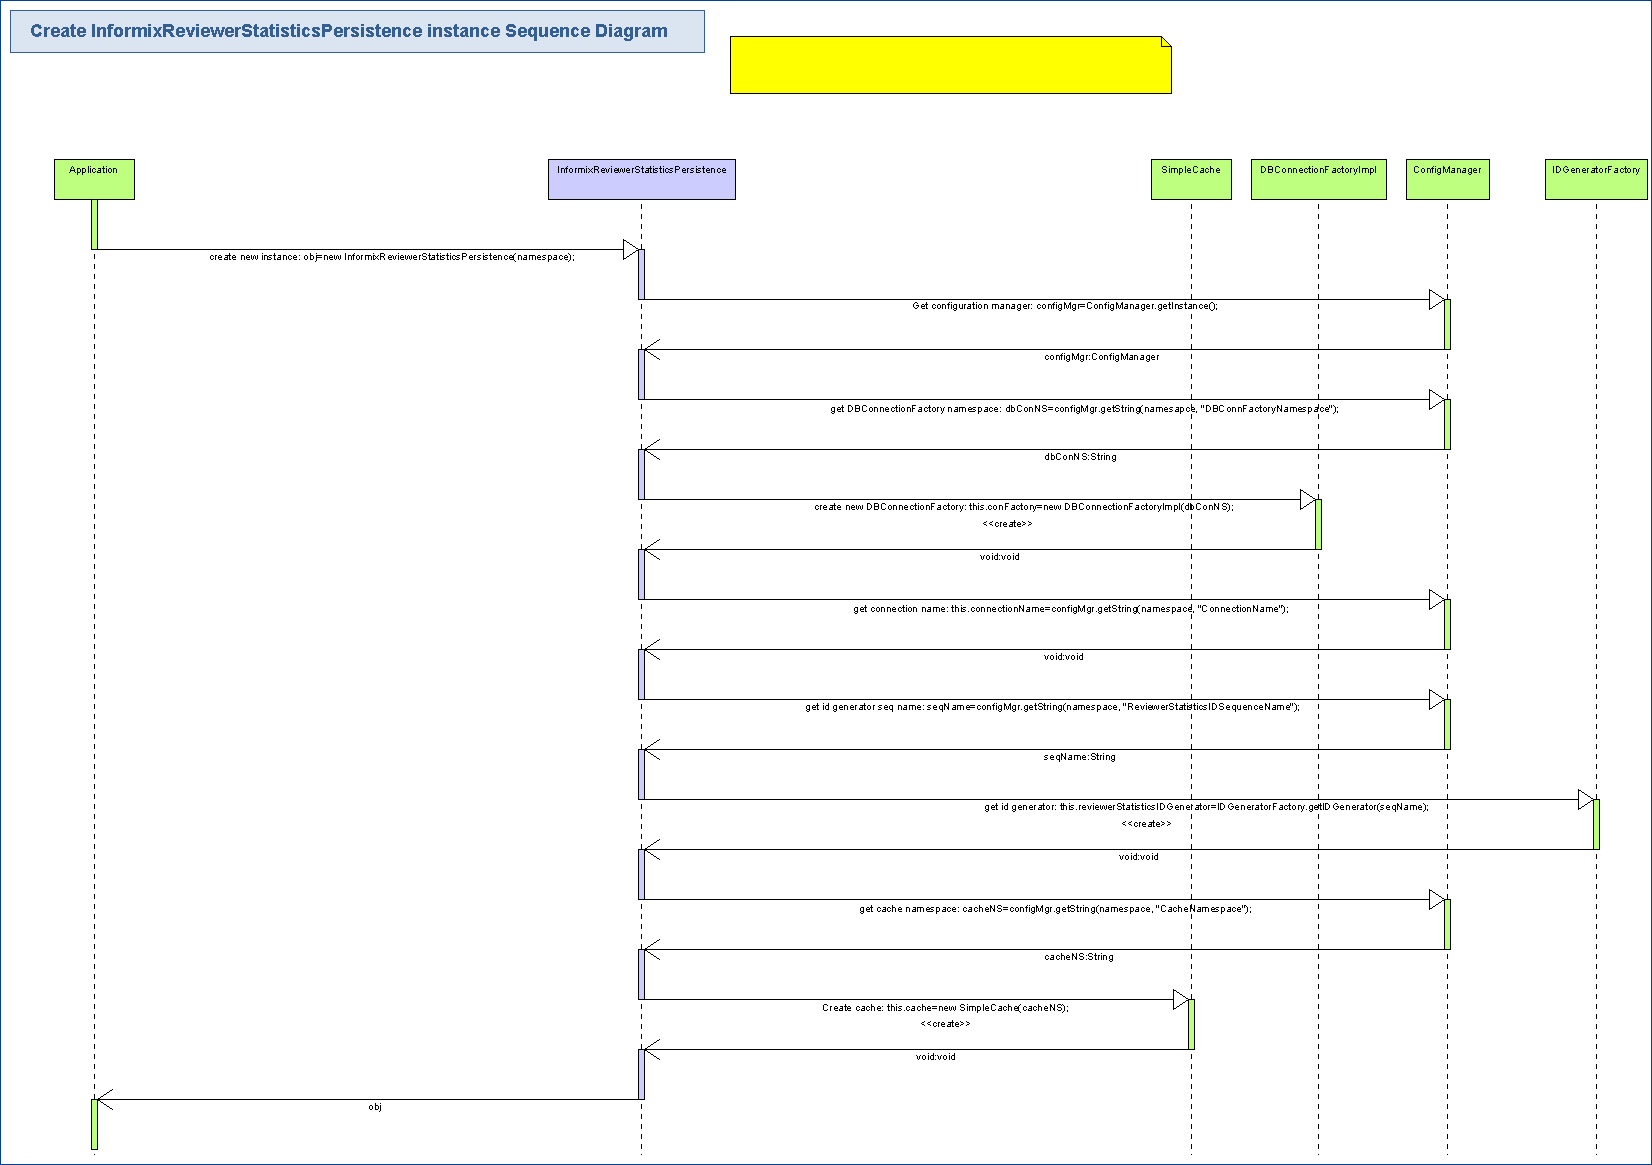 Create InformixReviewerStatisticsPersistence instance Sequence Diagram
Application
InformixReviewerStatisticsPersistence
SimpleCache
DBConnectionFactoryImpl
ConfigManager
IDGeneratorFactory
create new instance: obj=new InformixReviewerStatisticsPersistence(namespace);
Get configuration manager: configMgr=ConfigManager.getInstance();
configMgr:ConfigManager
get DBConnectionFactory namespace: dbConNS=configMgr.getString(namesapce, "DBConnFactoryNamespace");
dbConNS:String
create new DBConnectionFactory: this.conFactory=new DBConnectionFactoryImpl(dbConNS);
<<create>>
void:void
get connection name: this.connectionName=configMgr.getString(namespace, "ConnectionName");
void:void
get id generator seq name: seqName=configMgr.getString(namespace, "ReviewerStatisticsIDSequenceName");
seqName:String
get id generator: this.reviewerStatisticsIDGenerator=IDGeneratorFactory.getIDGenerator(seqName);
<<create>>
void:void
get cache namespace: cacheNS=configMgr.getString(namespace, "CacheNamespace");
cacheNS:String
Create cache: this.cache=new SimpleCache(cacheNS);
<<create>>
void:void
obj